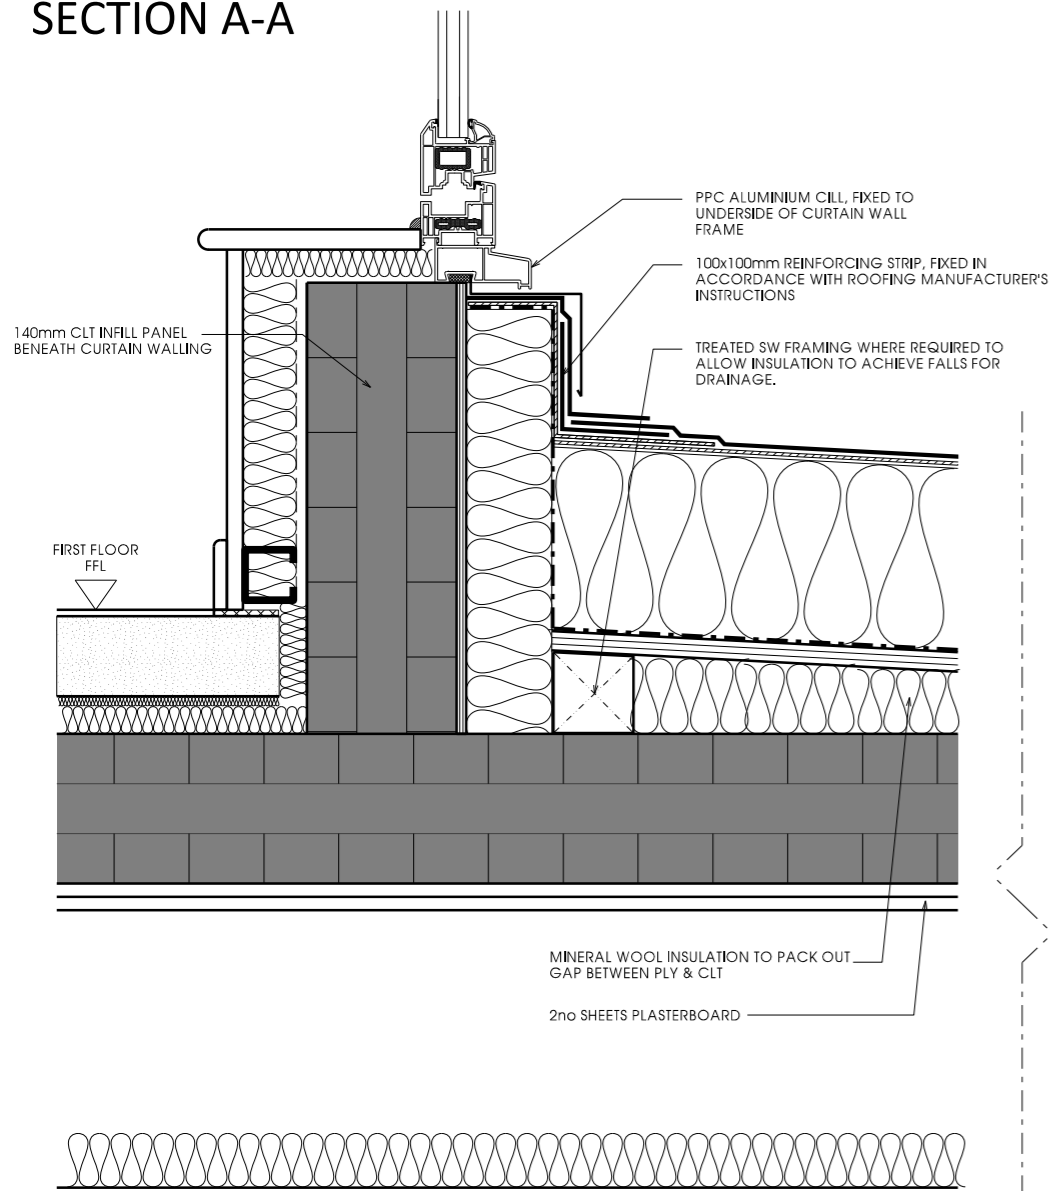 SECTION A-A
PPC ALUMINIUM CILL, FIXED TO
UNDERSIDE OF CURTAIN WALL
FRAME
100x100mm REINFORCING STRIP, FIXED IN
ACCORDANCE WITH ROOFING MANUFACTURER'S
INSTRUCTIONS
140mm CLT INFILL PANEL
BENEATH CURTAIN WALLING
TREATED SW FRAMING WHERE REQUIRED TO
ALLOW INSULATION TO ACHIEVE FALLS FOR
DRAINAGE.
FIRST FLOOR
FFL
MINERAL WOOL INSULATION TO PACK OUT
GAP BETWEEN PLY & CLT
2no SHEETS PLASTERBOARD